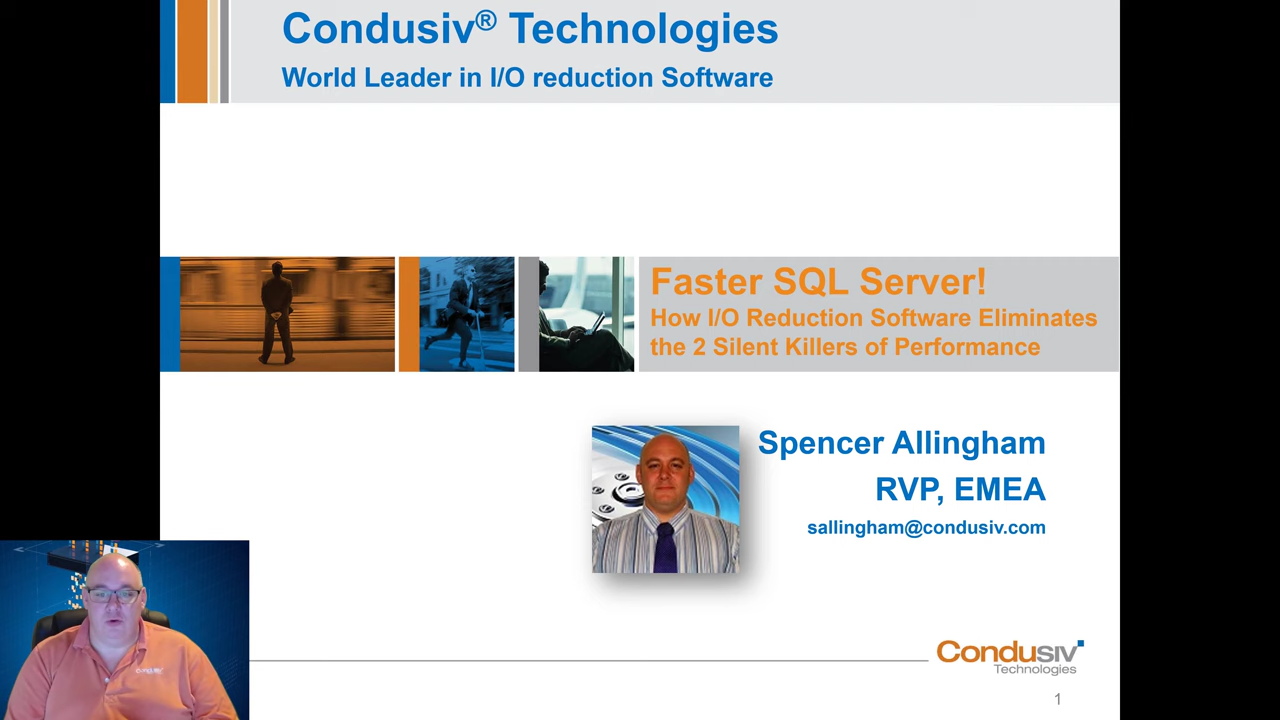 Condusiv® Technologies
World Leader in I/O reduction Software
Faster SQL Server!
How I/O Reduction Software Eliminates
the 2 Silent Killers of Performance
Spencer Allingham
RVP, EMEA
sallingham@condusiv.com
Condusiv
Condusiv
Technologies
1